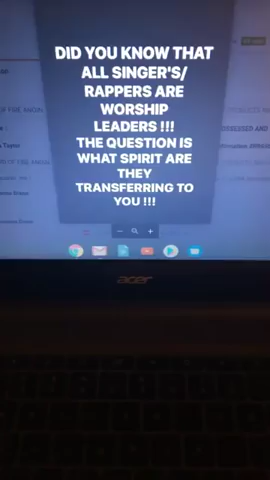 DID YOU KNOW THAT
ALL SINGER'S/
RAPPERS ARE
WORSHIP
LEADERS !!!
THE QUESTION IS
WHAT SPIRIT ARE
THEY
TRANSFERRING TO
YOU !!!
acer